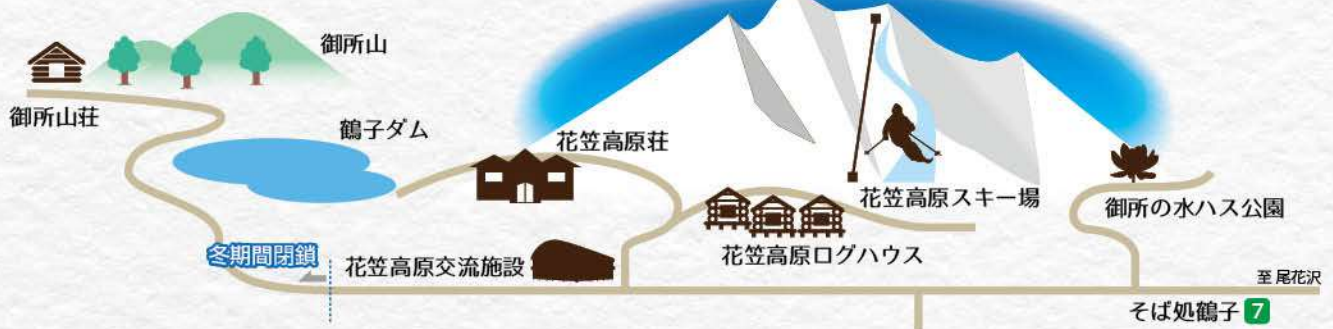 御所山
御所山荘
鶴子ダム
花笠高原荘
花笠高原スキー場
御所の水ハス公園
花笠高原ログハウス
冬期間閉鎖
花笠高原交流施設
至 尾花沢
そば処鶴子 7